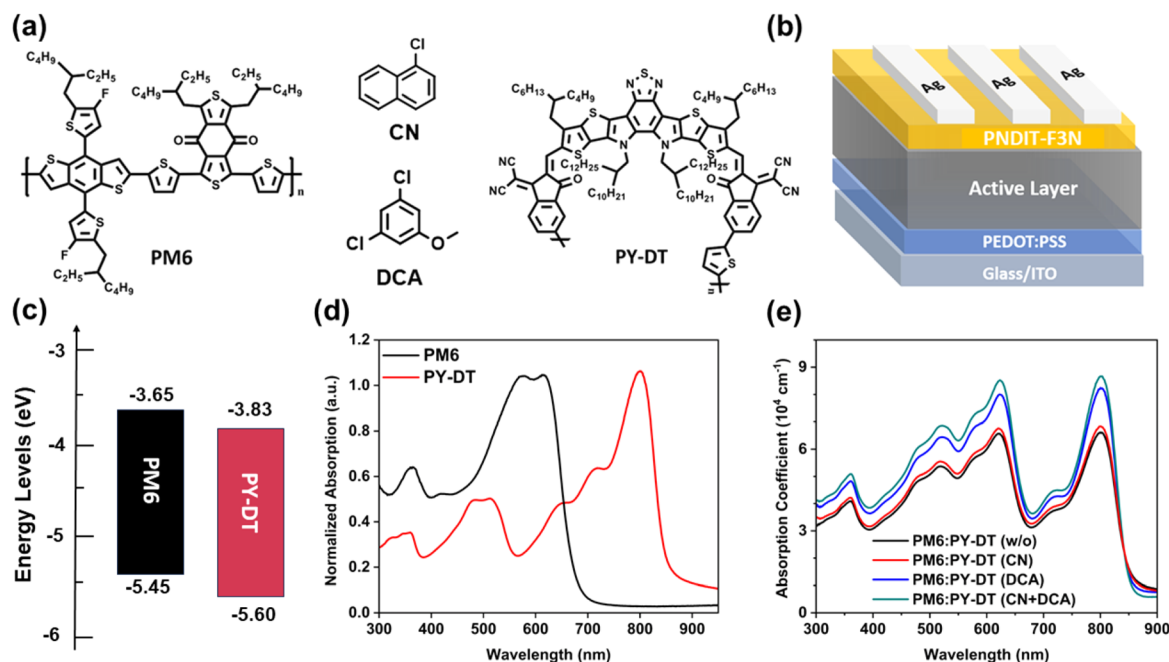 (a)
C₄H₉
C₂H₅
F
S
C₂H₅
C₂H₅
C₄H₉
C₄H₉
S
O
O
S
S
S
S
S
n
S
F
C₂H₅
C₄H₉
PM6
Cl
CN
Cl
Cl
O
DCA
S
N
N
C₆H₁₃
C₄H₉
C₄H₉
C₆H₁₃
S
S
S
S
N
N
NC
CN
O
C₁₂H₂₅
C₁₀H₂₁
C₁₂H₂₅
C₁₀H₂₁
O
CN
CN
S
n
PY-DT
(b)
Ag
Ag
Ag
PNDIT-F3N
Active Layer
PEDOT:PSS
Glass/ITO
(c)
Energy Levels (eV)
-3
-4
-5
-6
-3.65
PM6
-5.45
-3.83
PY-DT
-5.60
(d)
Normalized Absorption (a.u.)
1.2
1.0
0.8
0.6
0.4
0.2
0.0
PM6
PY-DT
300 400 500 600 700 800 900
Wavelength (nm)
(e)
Absorption Coefficient (10⁴ cm⁻¹)
9
6
3
0
PM6:PY-DT (w/o)
PM6:PY-DT (CN)
PM6:PY-DT (DCA)
PM6:PY-DT (CN+DCA)
300 400 500 600 700 800 900
Wavelength (nm)